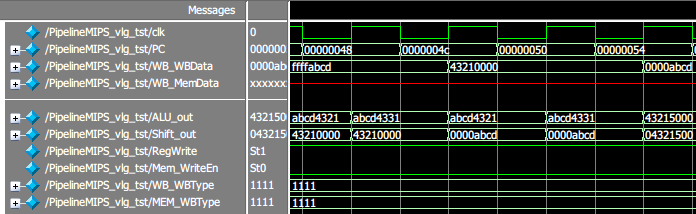 Messages
/PipelineMIPS_vlg_tst/clk 0
/PipelineMIPS_vlg_tst/PC 000000 00000048 0000004c 00000050 00000054
/PipelineMIPS_vlg_tst/WB_WBData 0000ab ffffabcd 43210000 0000abcd
/PipelineMIPS_vlg_tst/WB_MemData xxxxxx
/PipelineMIPS_vlg_tst/ALU_out 432150 abcd4321 abcd4331 abcd4321 abcd4331 43215000
/PipelineMIPS_vlg_tst/Shift_out 043215 43210000 43210000 0000abcd 0000abcd 04321500
/PipelineMIPS_vlg_tst/RegWrite St1
/PipelineMIPS_vlg_tst/Mem_WriteEn St0
/PipelineMIPS_vlg_tst/WB_WBType 1111 1111
/PipelineMIPS_vlg_tst/MEM_WBType 1111 1111